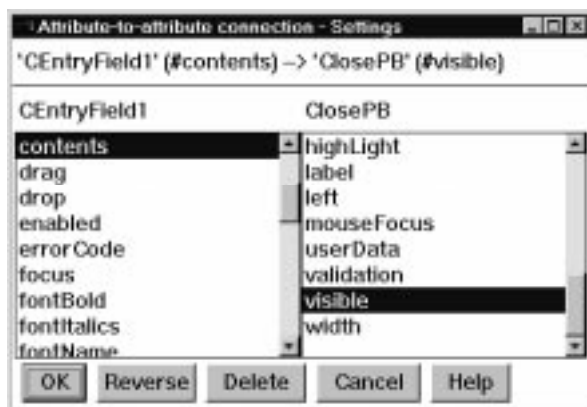 Attribute-to-attribute connection - Settings
'CEntryField1' (#contents) --> 'ClosePB' (#visible)
CEntryField1
contents
drag
drop
enabled
errorCode
focus
fontBold
fontItalics
fontName
ClosePB
highLight
label
left
mouseFocus
userData
validation
visible
width
OK Reverse Delete Cancel Help